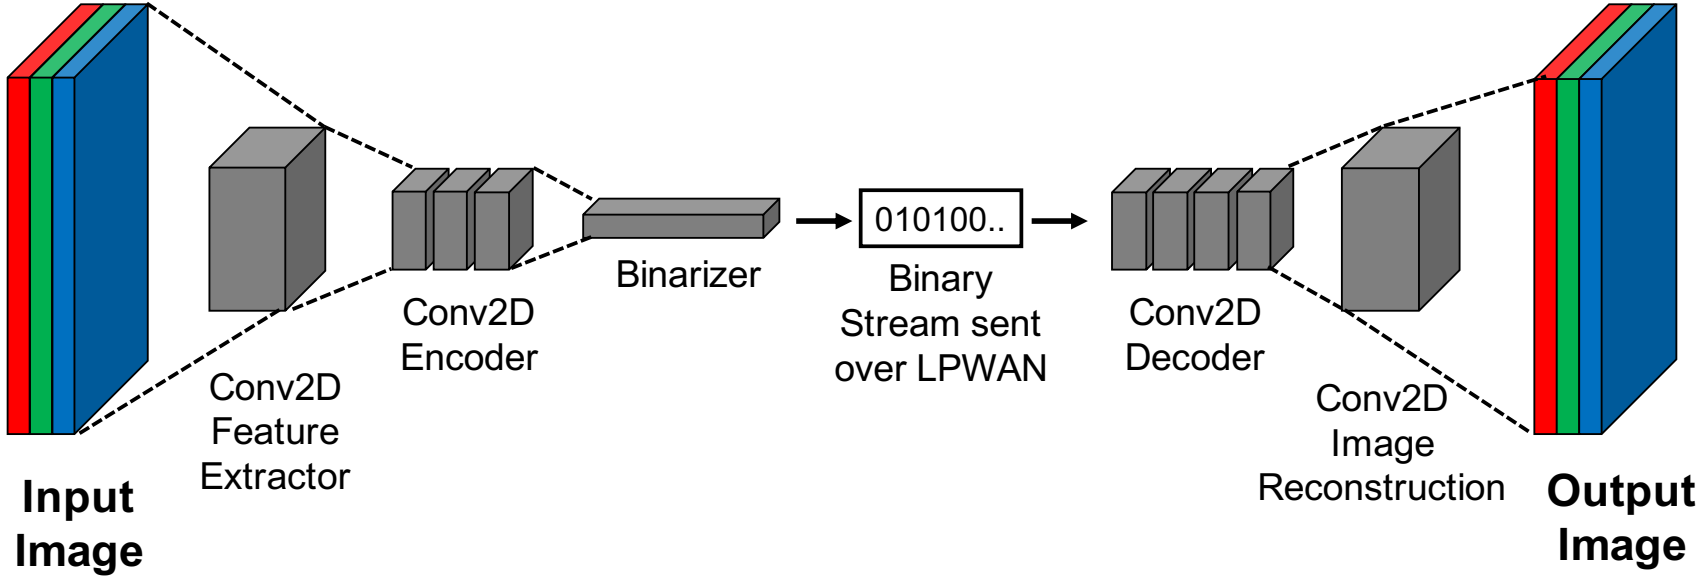 Input
Image
Conv2D
Feature
Extractor
Conv2D
Encoder
Binarizer
010100..
Binary
Stream sent
over LPWAN
Conv2D
Decoder
Conv2D
Image
Reconstruction
Output
Image